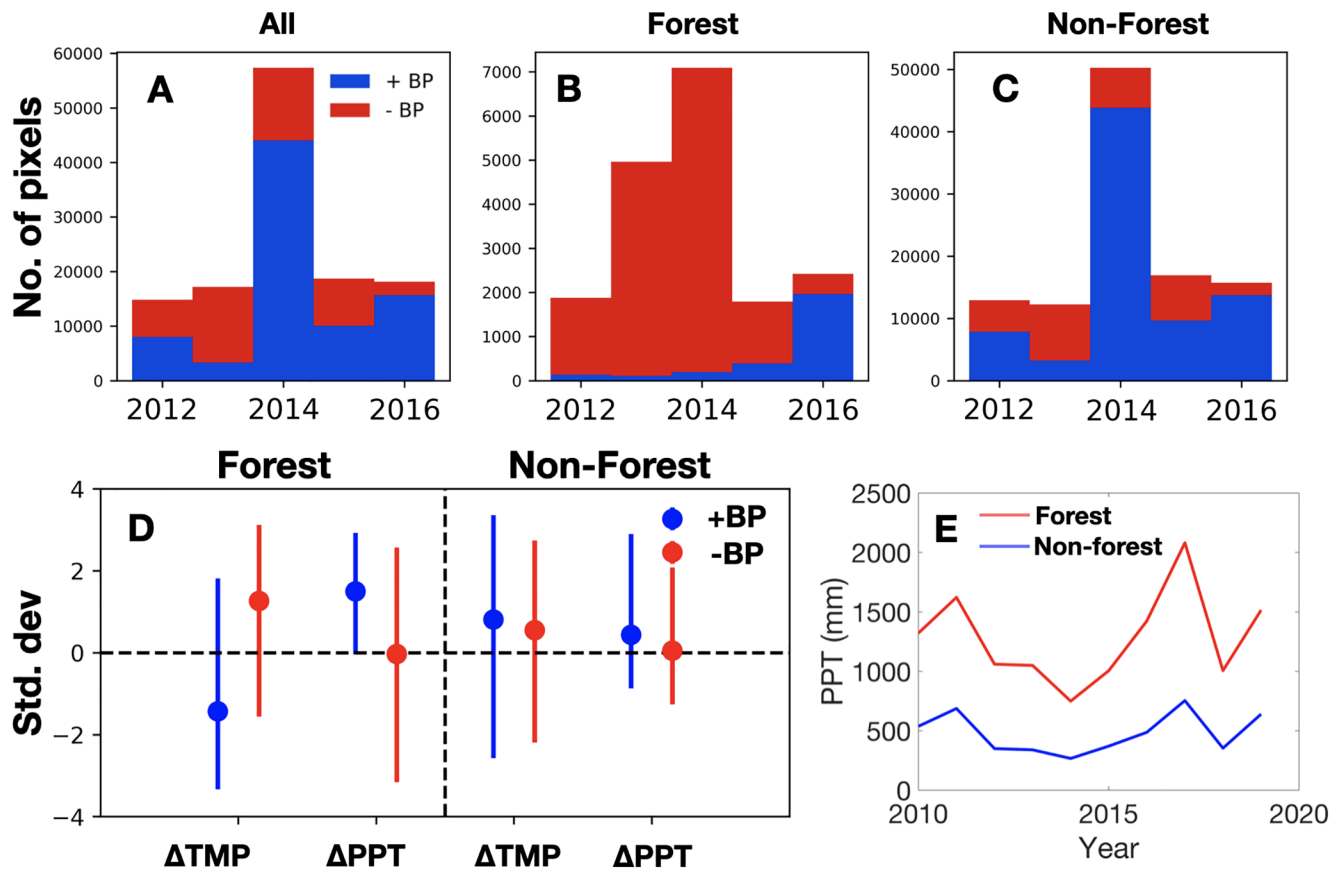 All
Forest
Non-Forest
No. of pixels
A
+ BP
- BP
60000
50000
40000
30000
20000
10000
0
2012
2014
2016
B
7000
6000
5000
4000
3000
2000
1000
0
2012
2014
2016
C
50000
40000
30000
20000
10000
0
2012
2014
2016
Forest
Non-Forest
Std. dev
D
+BP
-BP
4
2
0
−2
−4
ΔTMP
ΔPPT
ΔTMP
ΔPPT
E
Forest
Non-forest
PPT (mm)
2500
2000
1500
1000
500
0
2010
2015
2020
Year